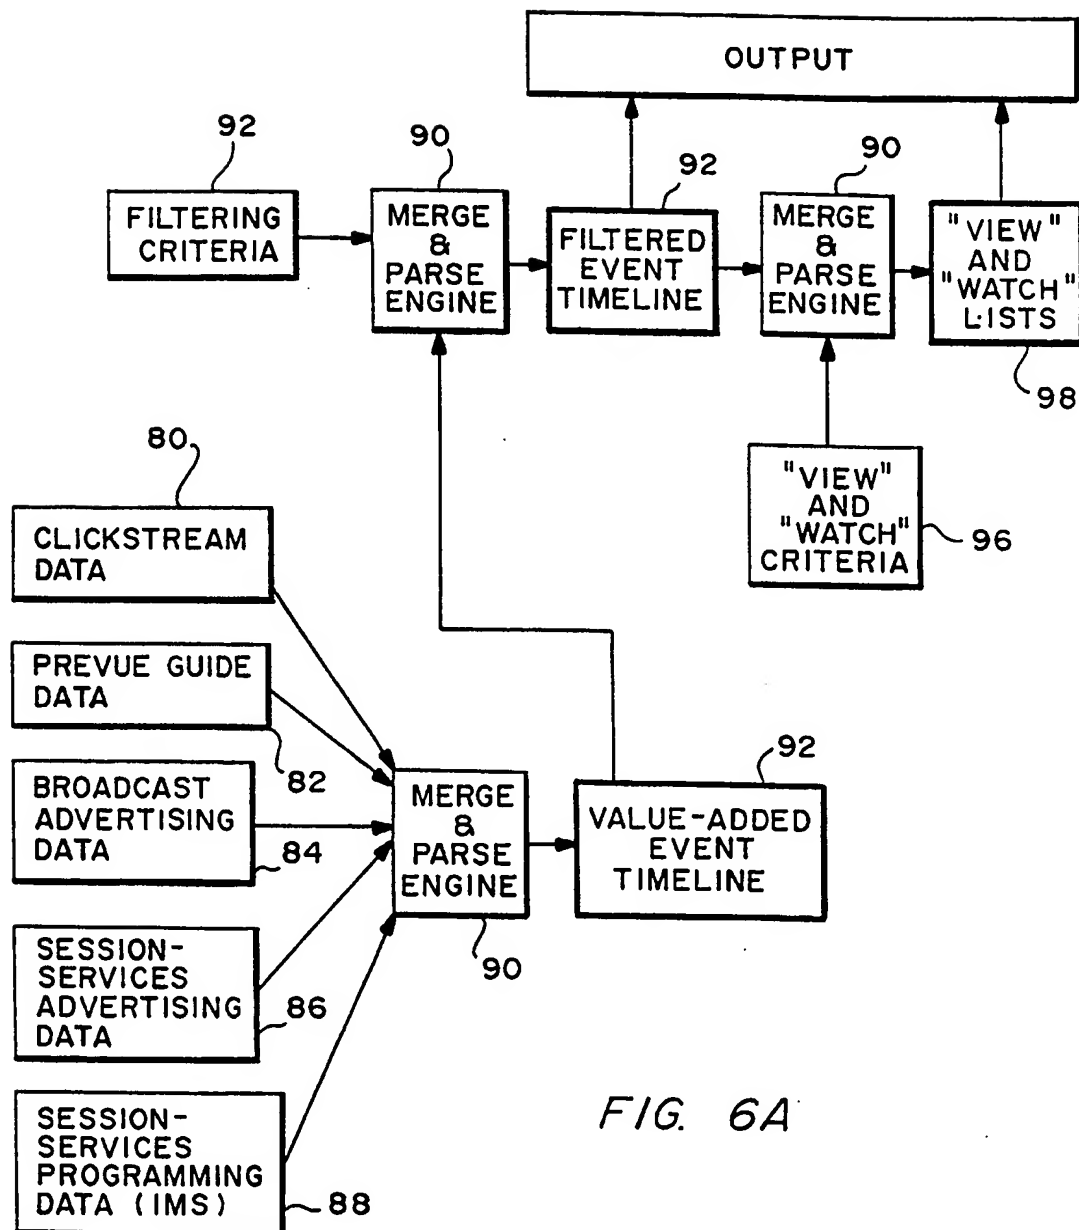 OUTPUT
92
FILTERING
CRITERIA
90
MERGE
&
PARSE
ENGINE
92
FILTERED
EVENT
TIMELINE
90
MERGE
&
PARSE
ENGINE
"VIEW"
AND
"WATCH"
LISTS
98
"VIEW"
AND
"WATCH"
CRITERIA
96
80
CLICKSTREAM
DATA
PREVUE GUIDE
DATA
82
BROADCAST
ADVERTISING
DATA
84
SESSION-
SERVICES
ADVERTISING
DATA
86
SESSION-
SERVICES
PROGRAMMING
DATA (IMS)
88
MERGE
&
PARSE
ENGINE
90
92
VALUE-ADDED
EVENT
TIMELINE
FIG. 6A